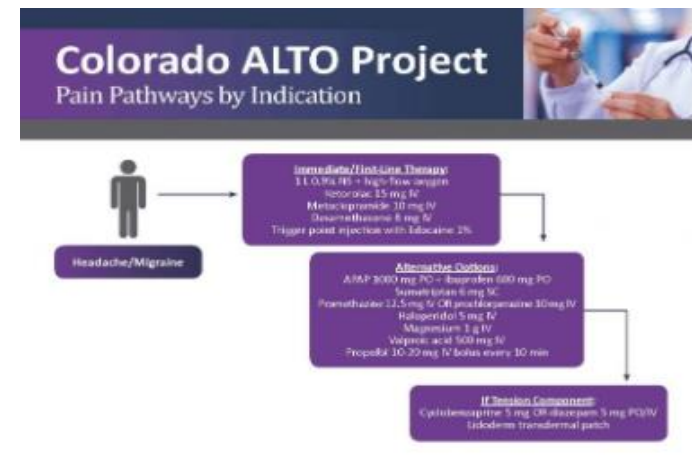 Colorado ALTO Project
Pain Pathways by Indication
Immediate/First-Line Therapy:
1 L 0.9% NS + high-flow oxygen
Ketorolac 15 mg IV
Metoclopramide 10 mg IV
Dexamethasone 8 mg IV
Trigger point injection with lidocaine 1%
Headache/Migraine
Alternative Options:
APAP 1000 mg PO + ibuprofen 600 mg PO
Sumatriptan 6 mg SC
Promethazine 12.5 mg IV OR prochlorperazine 10 mg IV
Haloperidol 5 mg IV
Magnesium 1 g IV
Valproic acid 500 mg IV
Propofol 10-20 mg IV bolus every 10 min
If Tension Component:
Cyclobenzaprine 5 mg OR diazepam 5 mg PO/IV
Lidoderm transdermal patch